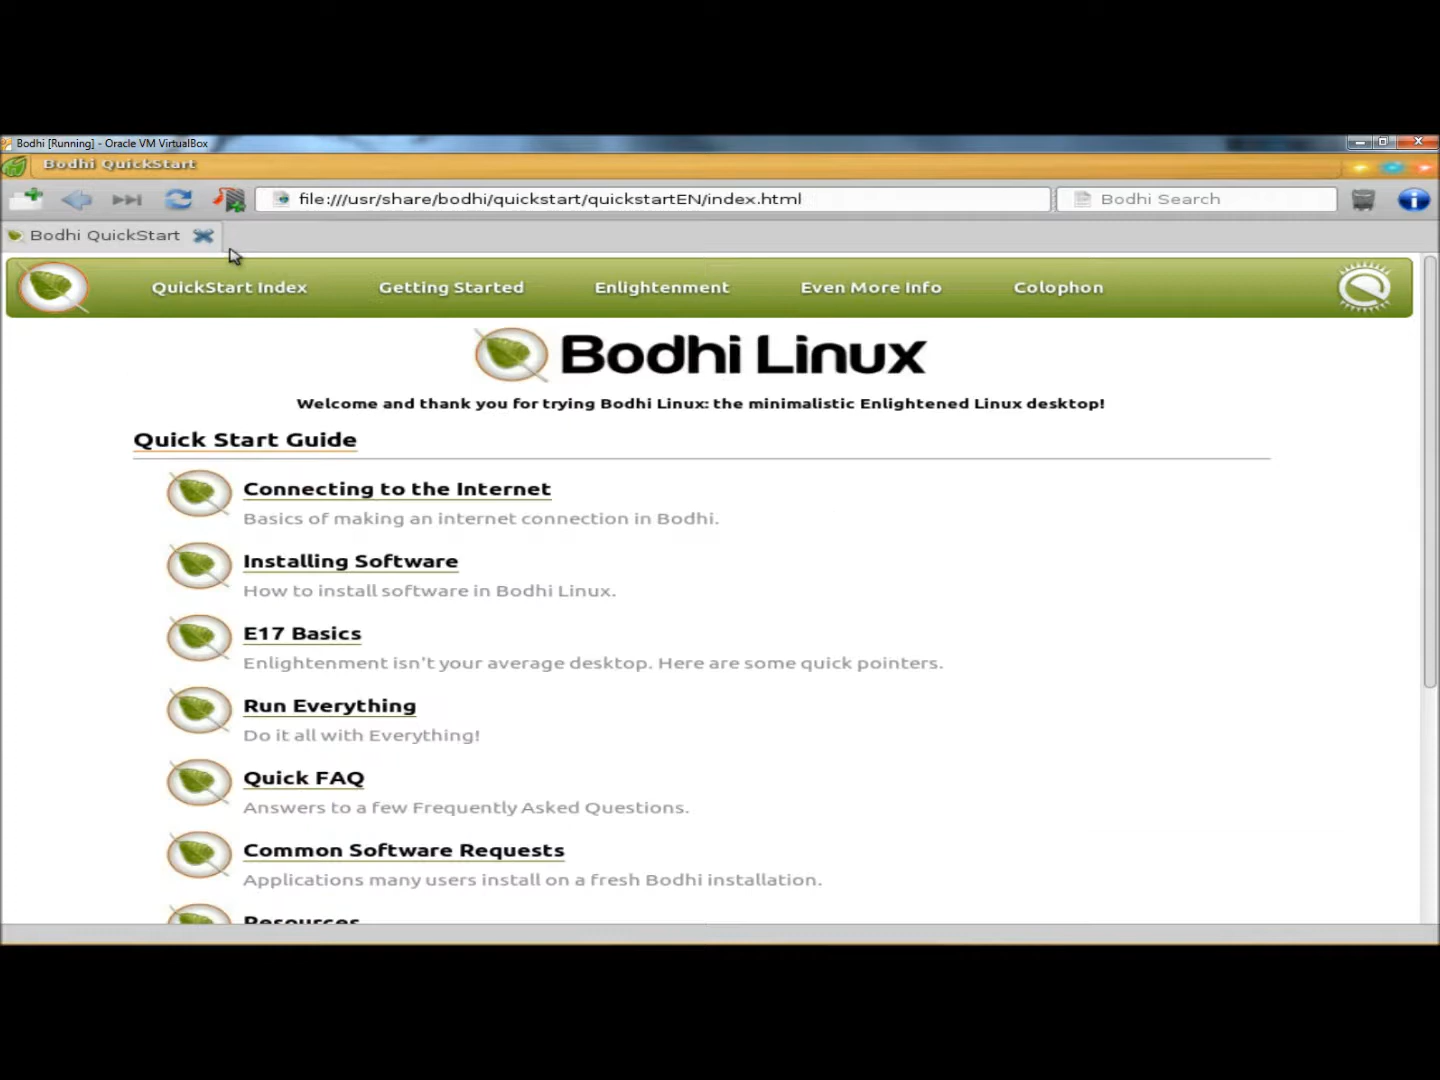 Bodhi [Running] - Oracle VM VirtualBox
Bodhi QuickStart
file:///usr/share/bodhi/quickstart/quickstartEN/index.html
Bodhi Search
Bodhi QuickStart
QuickStart Index
Getting Started
Enlightenment
Even More Info
Colophon
Bodhi Linux
Welcome and thank you for trying Bodhi Linux: the minimalistic Enlightened Linux desktop!
Quick Start Guide
Connecting to the Internet
Basics of making an internet connection in Bodhi.
Installing Software
How to install software in Bodhi Linux.
E17 Basics
Enlightenment isn't your average desktop. Here are some quick pointers.
Run Everything
Do it all with Everything!
Quick FAQ
Answers to a few Frequently Asked Questions.
Common Software Requests
Applications many users install on a fresh Bodhi installation.
Resources